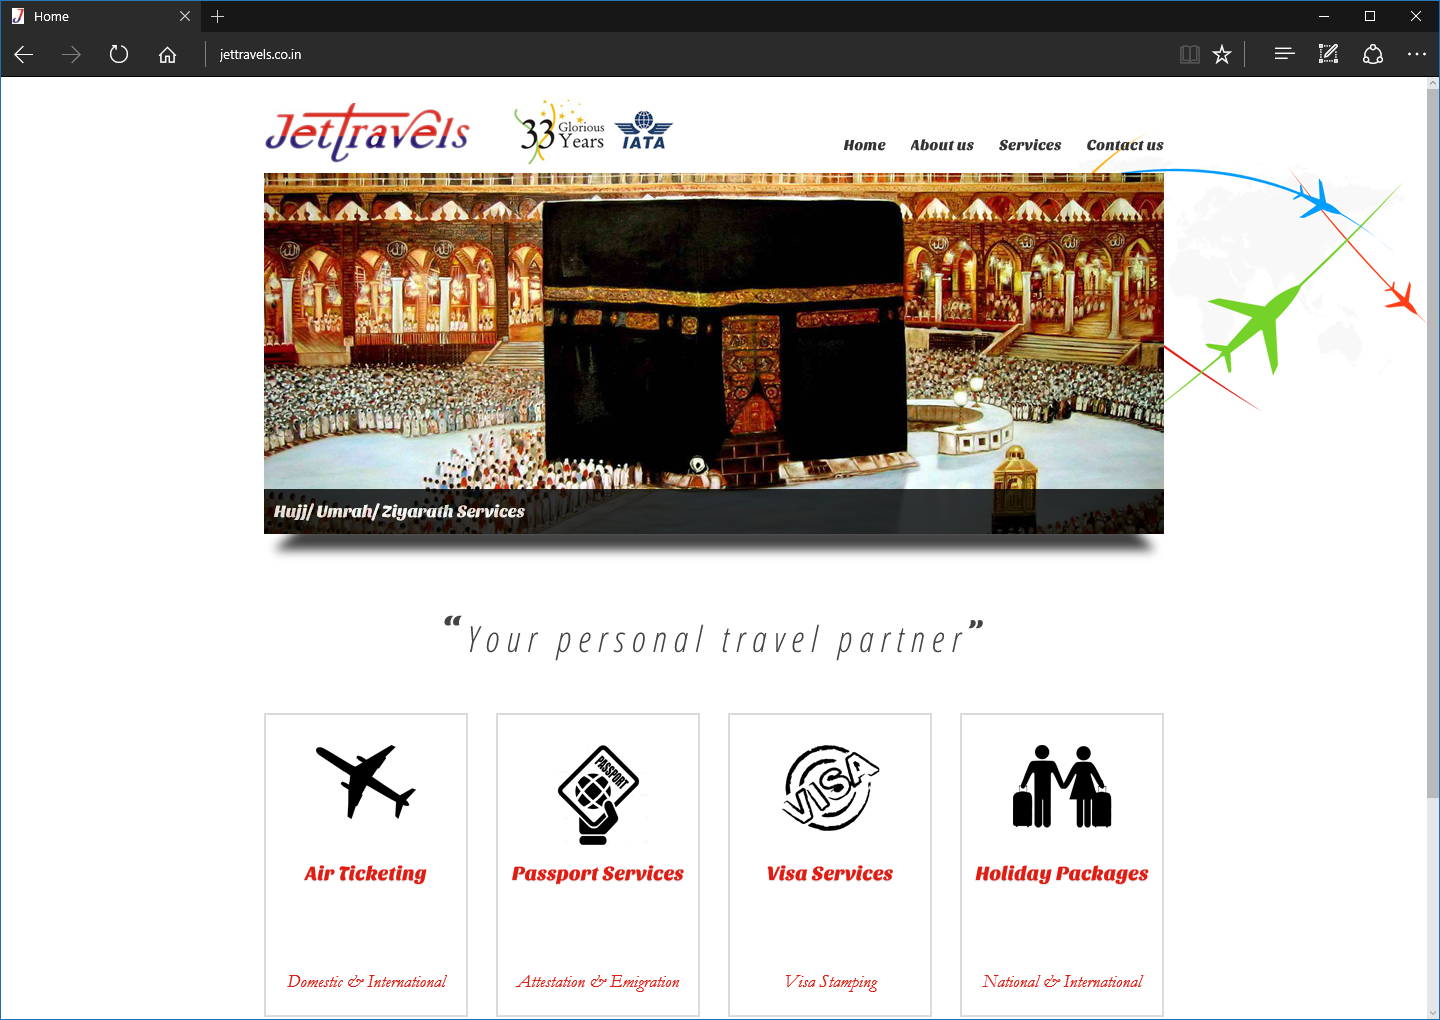 Home
jettravels.co.in
Jettravels
33 Glorious Years
IATA
Home About us Services Contact us
Hujj/ Umrah/ Ziyarath Services
“Your personal travel partner”
PASSPORT
VISA
Air Ticketing
Passport Services
Visa Services
Holiday Packages
Domestic & International
Attestation & Emigration
Visa Stamping
National & International